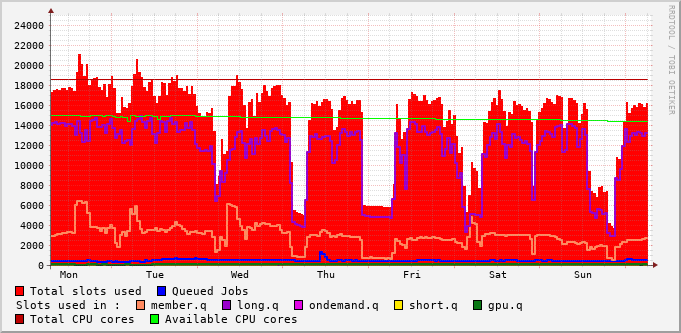 RRDTOOL / TOBI OETIKER
24000
22000
20000
18000
16000
14000
12000
10000
8000
6000
4000
2000
0
Mon Tue Wed Thu Fri Sat Sun
Total slots used Queued Jobs
Slots used in : member.q long.q ondemand.q short.q gpu.q
Total CPU cores Available CPU cores